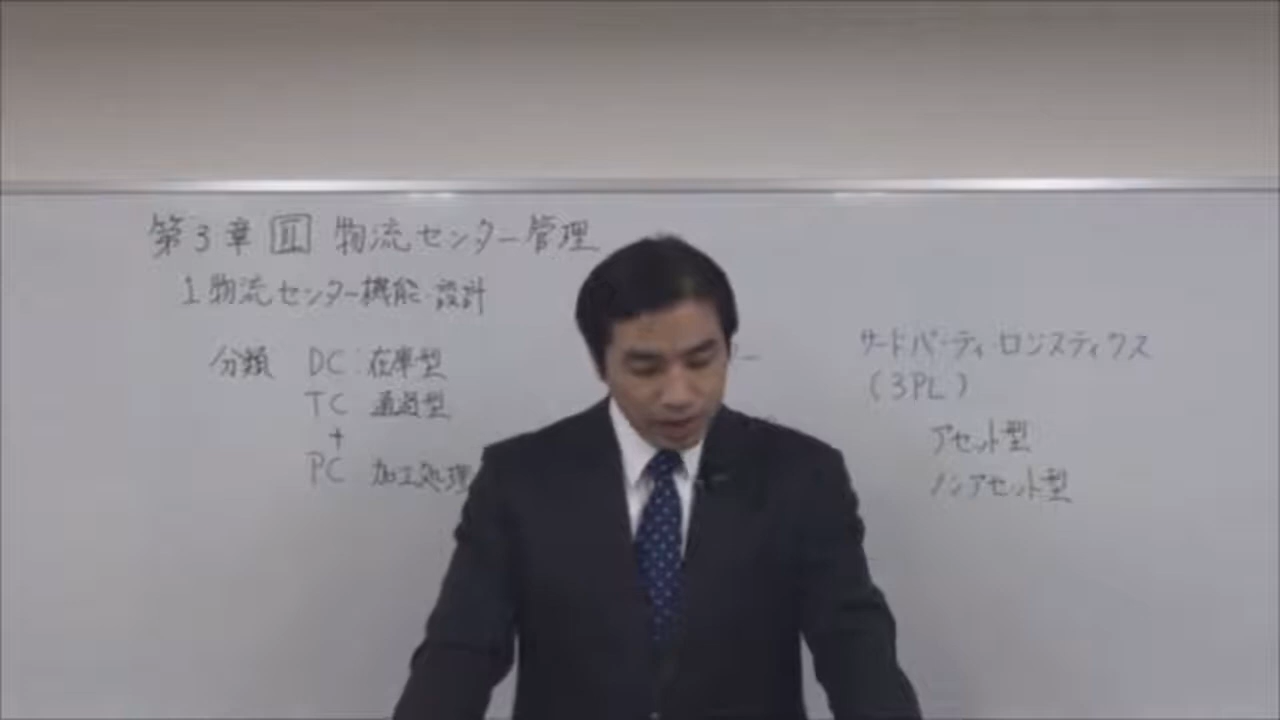 第3章 Ⅱ 物流センター管理
1 物流センター機能・設計
分類 DC:在庫型
TC 通過型
+
PC 加工処理
サードパーティ・ロジスティクス
(3PL)
アセット型
ノンアセット型